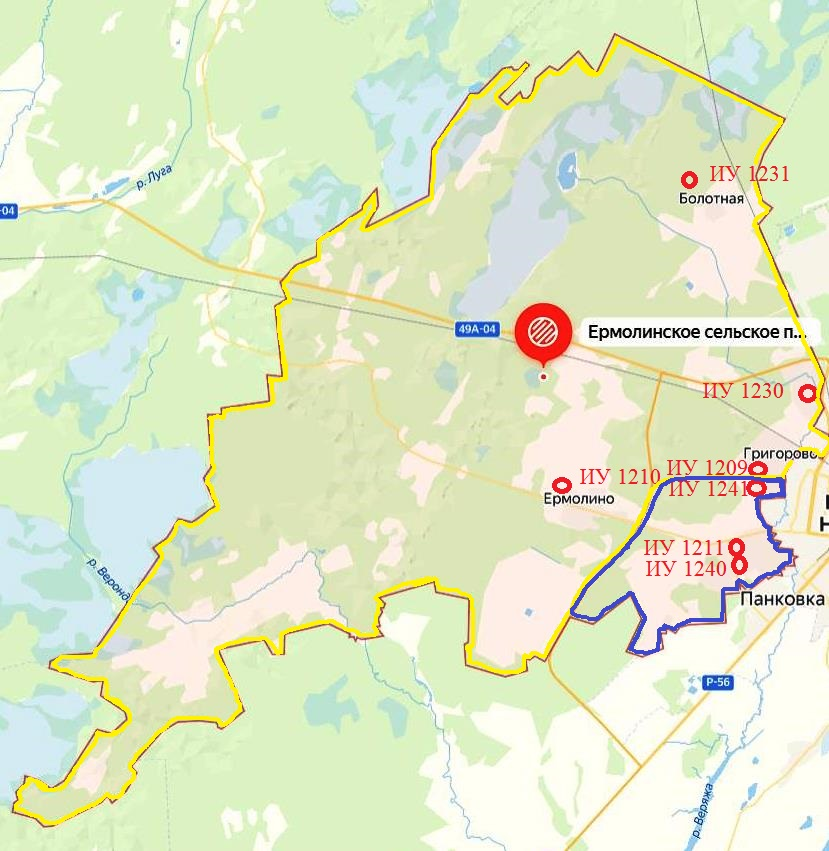 р. Луга
-04
ИУ 1231
Болотная
49А-04
Ермолинское сельское п...
ИУ 1230
Григорово
ИУ 1209
ИУ 1210
ИУ 1241
Ермолино
ИУ 1211
ИУ 1240
р. Веронда
Панковка
Р-56
р. Веряжа
Н